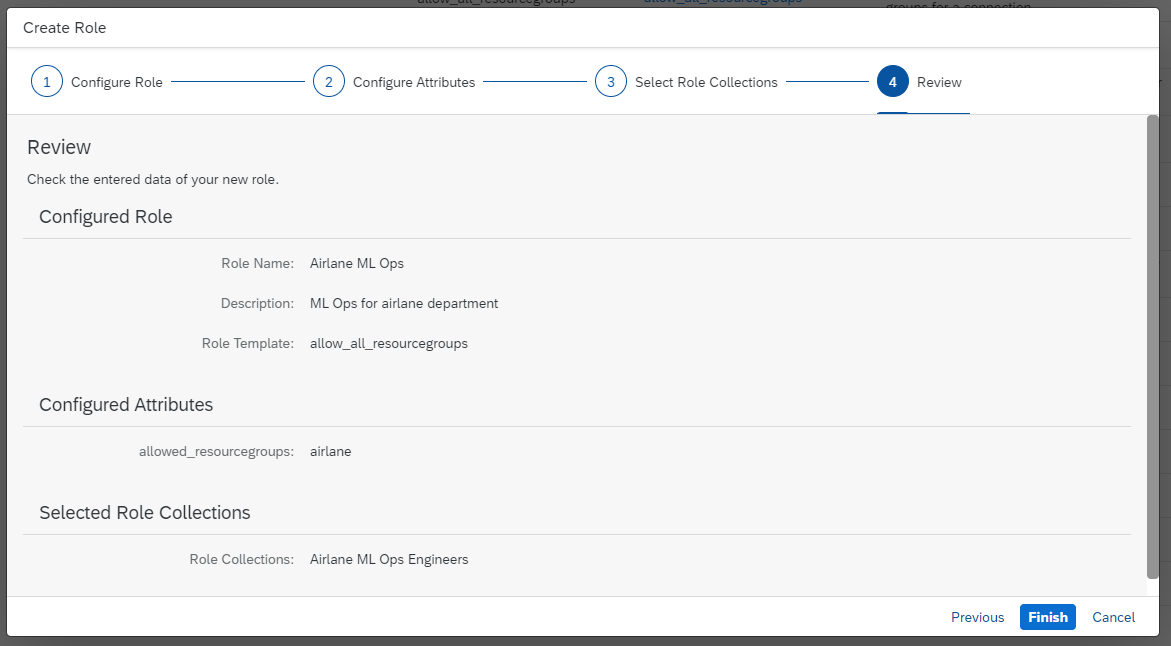 allow_all_resourcegroups allow_all_resourcegroups groups for a connection
Create Role
1 Configure Role 2 Configure Attributes 3 Select Role Collections 4 Review
Review
Check the entered data of your new role.
Configured Role
Role Name: Airlane ML Ops
Description: ML Ops for airlane department
Role Template: allow_all_resourcegroups
Configured Attributes
allowed_resourcegroups: airlane
Selected Role Collections
Role Collections: Airlane ML Ops Engineers
Previous Finish Cancel